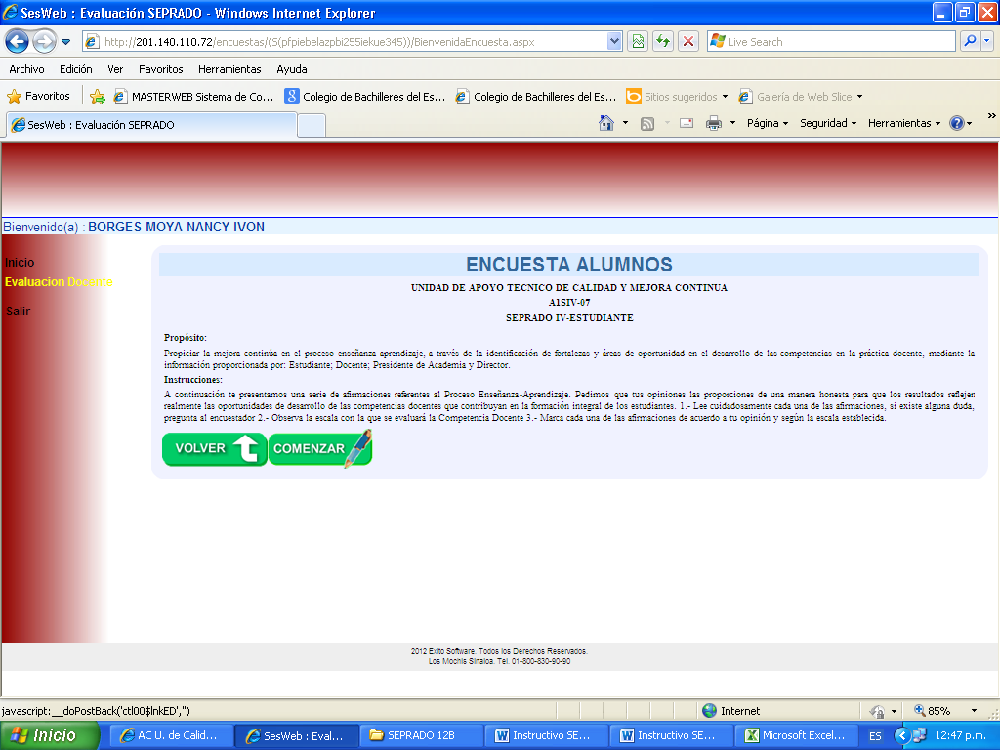 SesWeb : Evaluación SEPRADO - Windows Internet Explorer
http://201.140.110.72/encuestas/(S(pfpiebelazpbi255iekue345))/BienvenidaEncuesta.aspx
Live Search
Archivo Edición Ver Favoritos Herramientas Ayuda
Favoritos MASTERWEB Sistema de Co... Colegio de Bachilleres del Es... Colegio de Bachilleres del Es... Sitios sugeridos Galería de Web Slice
SesWeb : Evaluación SEPRADO
Página Seguridad Herramientas »
Bienvenido(a) : BORGES MOYA NANCY IVON
Inicio
Evaluacion Docente
Salir
ENCUESTA ALUMNOS
UNIDAD DE APOYO TECNICO DE CALIDAD Y MEJORA CONTINUA
A1SIV-07
SEPRADO IV-ESTUDIANTE
Propósito:
Propiciar la mejora continúa en el proceso enseñanza aprendizaje, a través de la identificación de fortalezas y áreas de oportunidad en el desarrollo de las competencias en la práctica docente, mediante la
información proporcionada por: Estudiante; Docente; Presidente de Academia y Director.
Instrucciones:
A continuación te presentamos una serie de afirmaciones referentes al Proceso Enseñanza-Aprendizaje. Pedimos que tus opiniones las proporciones de una manera honesta para que los resultados reflejen
realmente las oportunidades de desarrollo de las competencias docentes que contribuyan en la formación integral de los estudiantes. 1.- Lee cuidadosamente cada una de las afirmaciones, si existe alguna duda,
pregunta al encuestador 2.- Observa la escala con la que se evaluará la Competencia Docente 3.- Marca cada una de las afirmaciones de acuerdo a tu opinión y según la escala establecida.
VOLVER COMENZAR
2012 Exito Software. Todos los Derechos Reservados.
Los Mochis Sinaloa. Tel. 01-800-830-90-90
javascript:__doPostBack('ctl00$lnkED','')
Internet
85%
Inicio AC U. de Calid... SesWeb : Eval... SEPRADO 12B Instructivo SE... Instructivo SE... Microsoft Excel... ES 12:47 p.m.